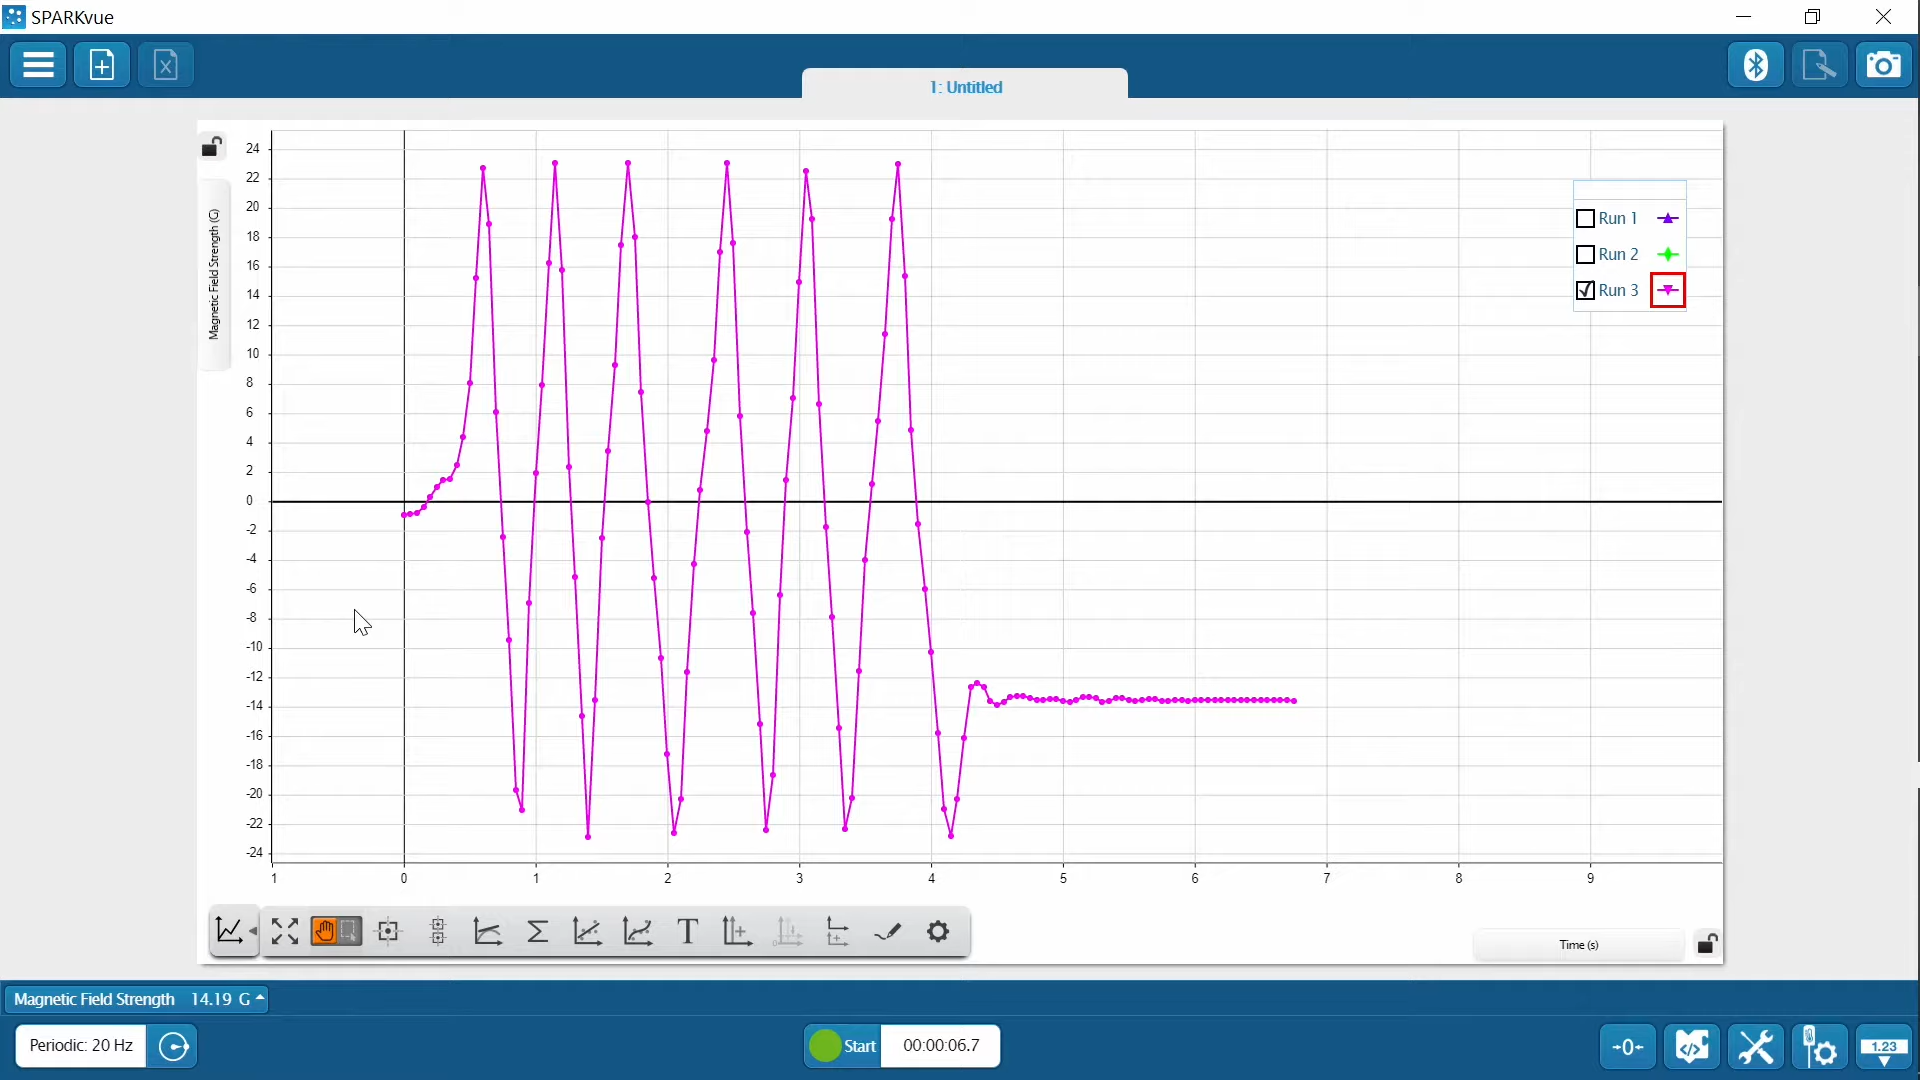 SPARKvue
1: Untitled
Magnetic Field Strength (G)
24
22
20
18
16
14
12
10
8
6
4
2
0
-2
-4
-6
-8
-10
-12
-14
-16
-18
-20
-22
-24
1 0 1 2 3 4 5 6 7 8 9
Run 1
Run 2
Run 3
T
Time (s)
Magnetic Field Strength 14.19 G
Periodic: 20 Hz
Start 00:00:06.7
→0←
1.23